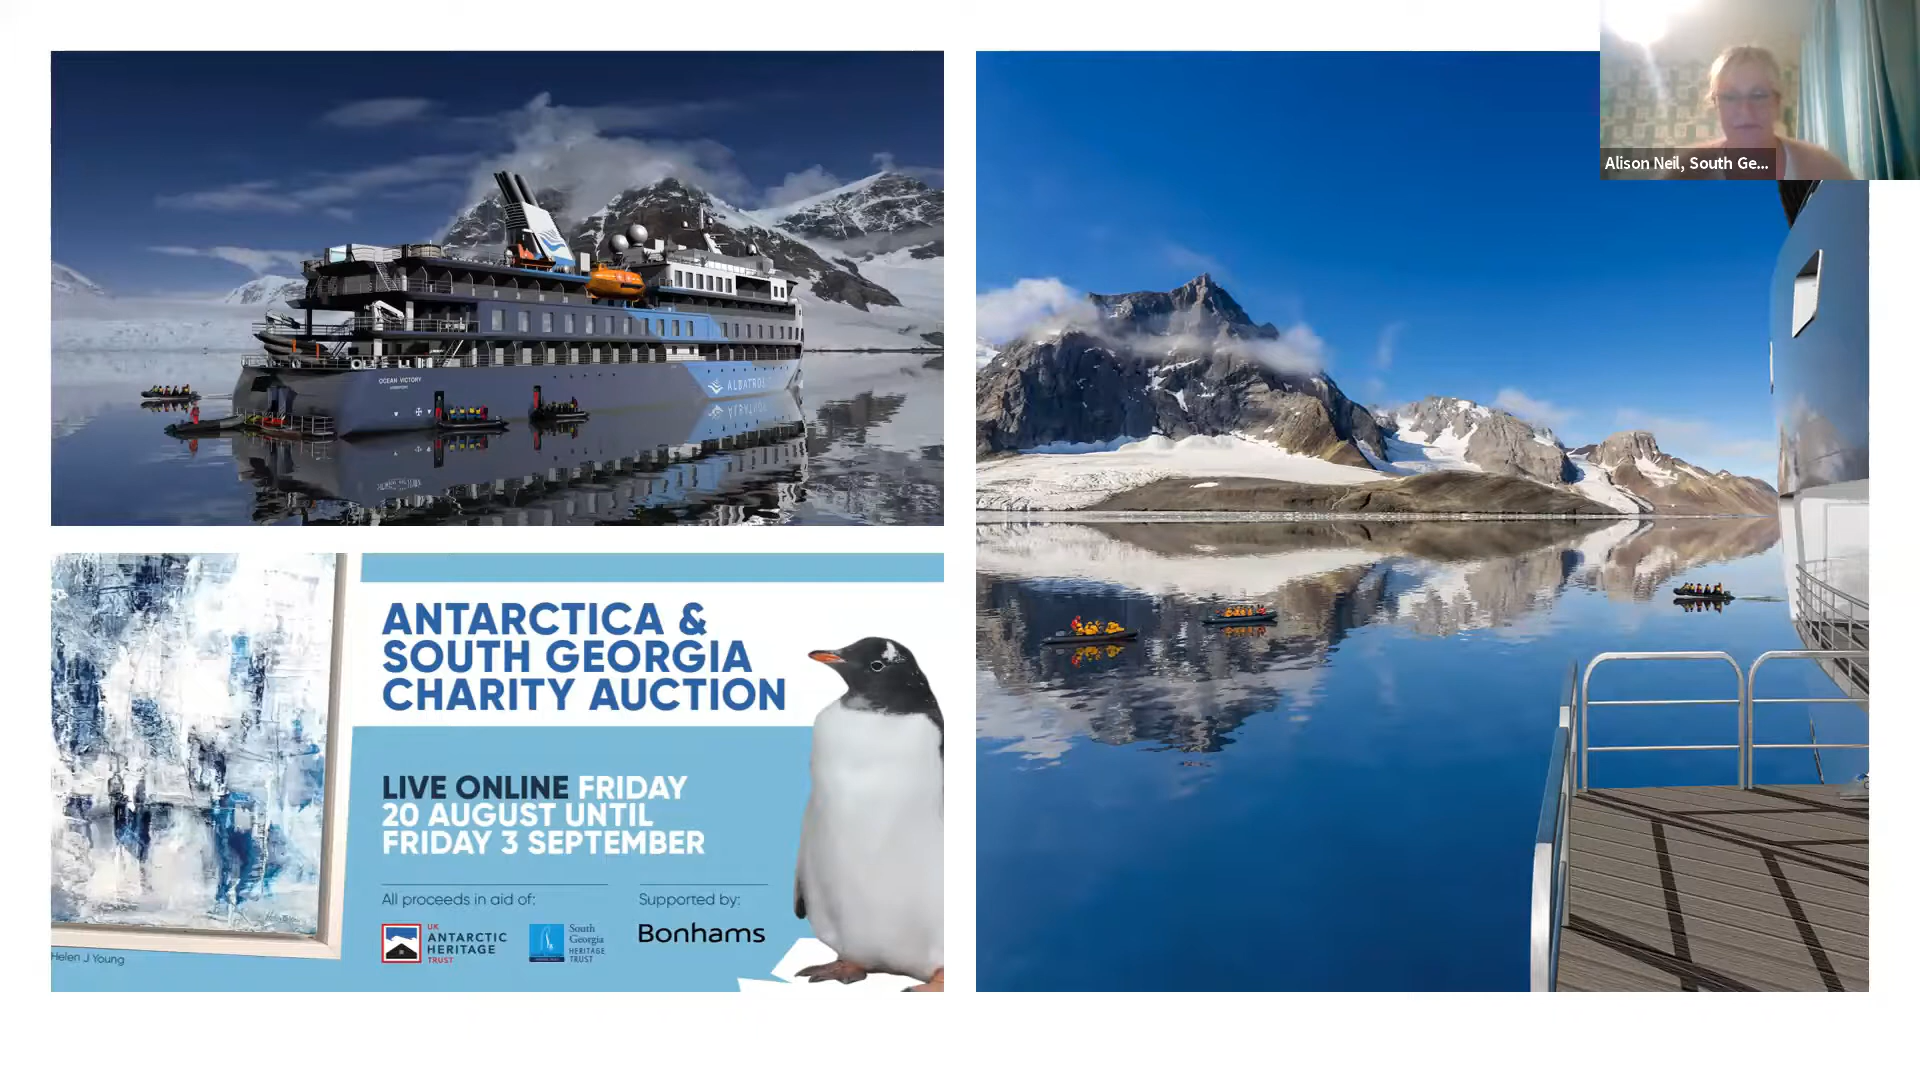 Alison Neil, South Ge...
OCEAN VICTORY
ALBATROS
ANTARCTICA &
SOUTH GEORGIA
CHARITY AUCTION
LIVE ONLINE FRIDAY
20 AUGUST UNTIL
FRIDAY 3 SEPTEMBER
All proceeds in aid of:
Supported by:
UK
ANTARCTIC
HERITAGE
TRUST
South
Georgia
HERITAGE
TRUST
Bonhams
Helen J Young